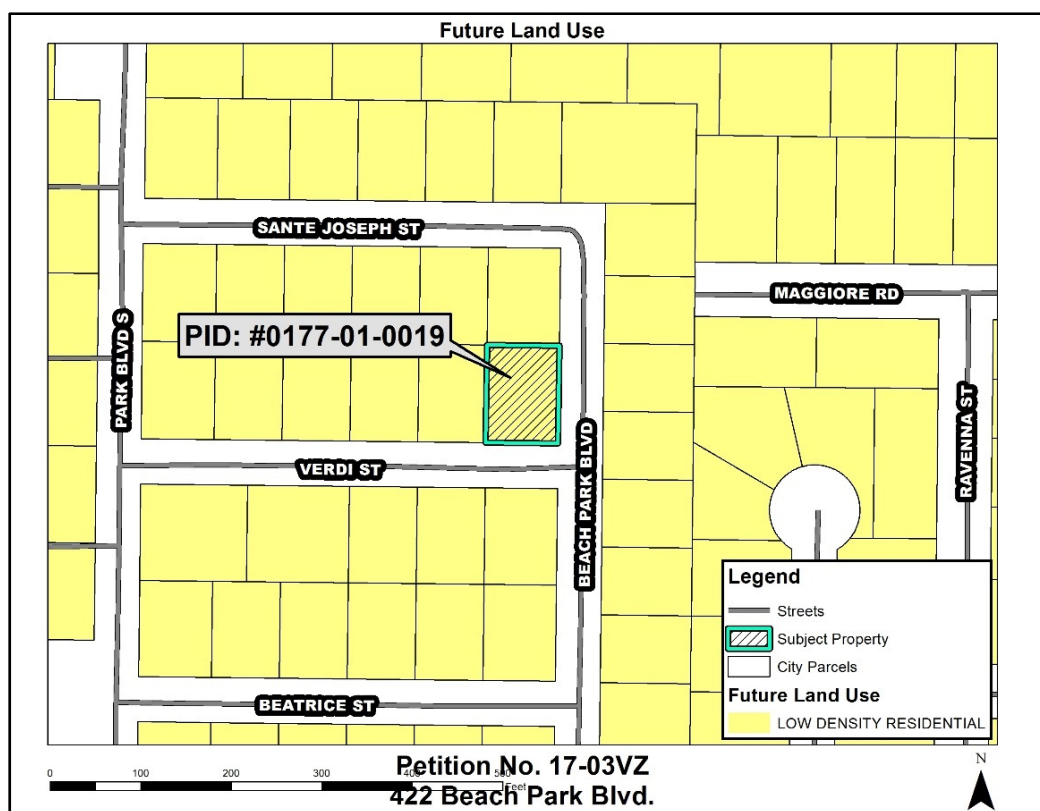 Future Land Use
SANTE JOSEPH ST
MAGGIORE RD
PID: #0177-01-0019
PARK BLVD S
BEACH PARK BLVD
RAVENNA ST
VERDI ST
BEATRICE ST
Legend
Streets
Subject Property
City Parcels
Future Land Use
LOW DENSITY RESIDENTIAL
N
Petition No. 17-03VZ
0 100 200 300 400 500
Feet
422 Beach Park Blvd.